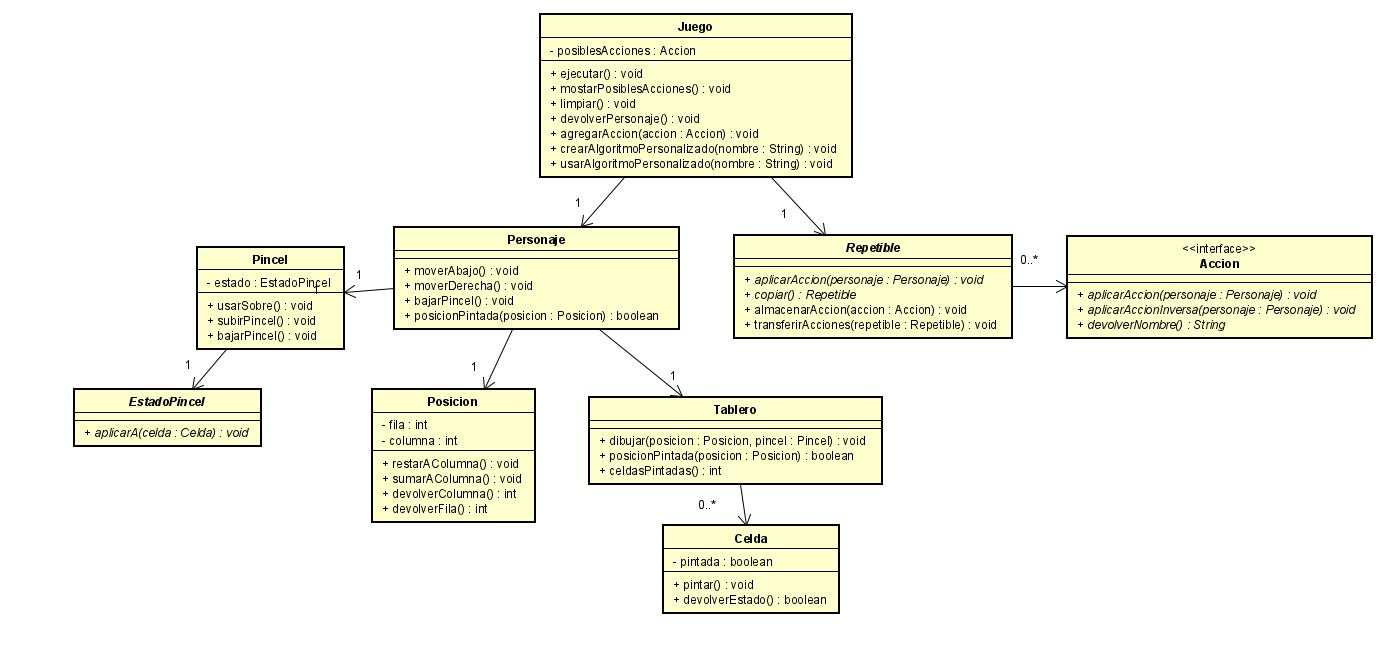 Juego
- posiblesAcciones : Accion
+ ejecutar() : void
+ mostarPosiblesAcciones() : void
+ limpiar() : void
+ devolverPersonaje() : void
+ agregarAccion(accion : Accion) : void
+ crearAlgoritmoPersonalizado(nombre : String) : void
+ usarAlgoritmoPersonalizado(nombre : String) : void
1
1
Personaje
+ moverAbajo() : void
+ moverDerecha() : void
+ bajarPincel() : void
+ posicionPintada(posicion : Posicion) : boolean
Repetible
+ aplicarAccion(personaje : Personaje) : void
+ copiar() : Repetible
+ almacenarAccion(accion : Accion) : void
+ transferirAcciones(repetible : Repetible) : void
0..*
<<interface>>
Accion
+ aplicarAccion(personaje : Personaje) : void
+ aplicarAccionInversa(personaje : Personaje) : void
+ devolverNombre() : String
Pincel
- estado : EstadoPincel
+ usarSobre() : void
+ subirPincel() : void
+ bajarPincel() : void
1
1
1
EstadoPincel
+ aplicarA(celda : Celda) : void
1
Posicion
- fila : int
- columna : int
+ restarAColumna() : void
+ sumarAColumna() : void
+ devolverColumna() : int
+ devolverFila() : int
1
Tablero
+ dibujar(posicion : Posicion, pincel : Pincel) : void
+ posicionPintada(posicion : Posicion) : boolean
+ celdasPintadas() : int
0..*
Celda
- pintada : boolean
+ pintar() : void
+ devolverEstado() : boolean